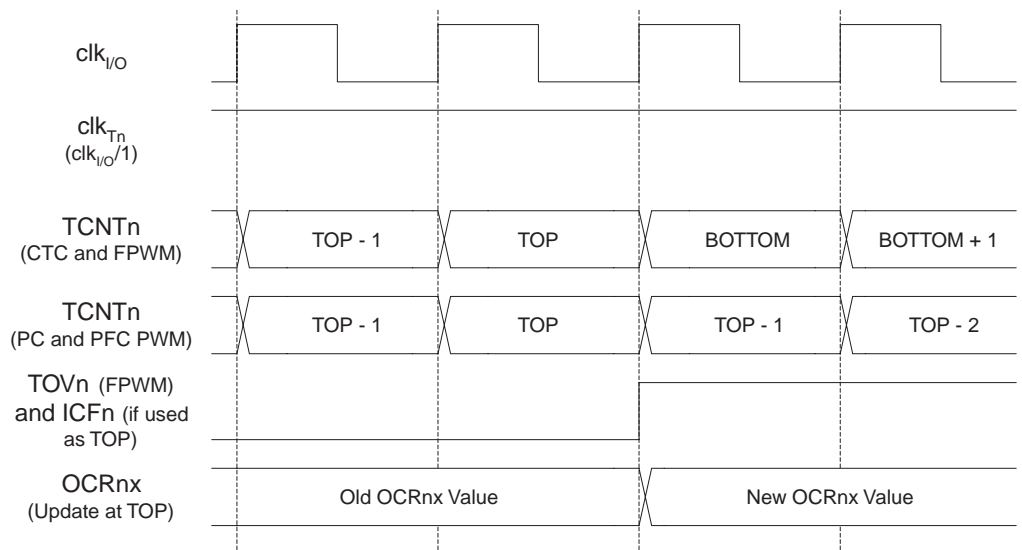 clkI/O
clkTn
(clkI/O/1)
TCNTn
(CTC and FPWM)
TOP - 1
TOP
BOTTOM
BOTTOM + 1
TCNTn
(PC and PFC PWM)
TOP - 1
TOP
TOP - 1
TOP - 2
TOVn (FPWM)
and ICFn (if used
as TOP)
OCRnx
(Update at TOP)
Old OCRnx Value
New OCRnx Value